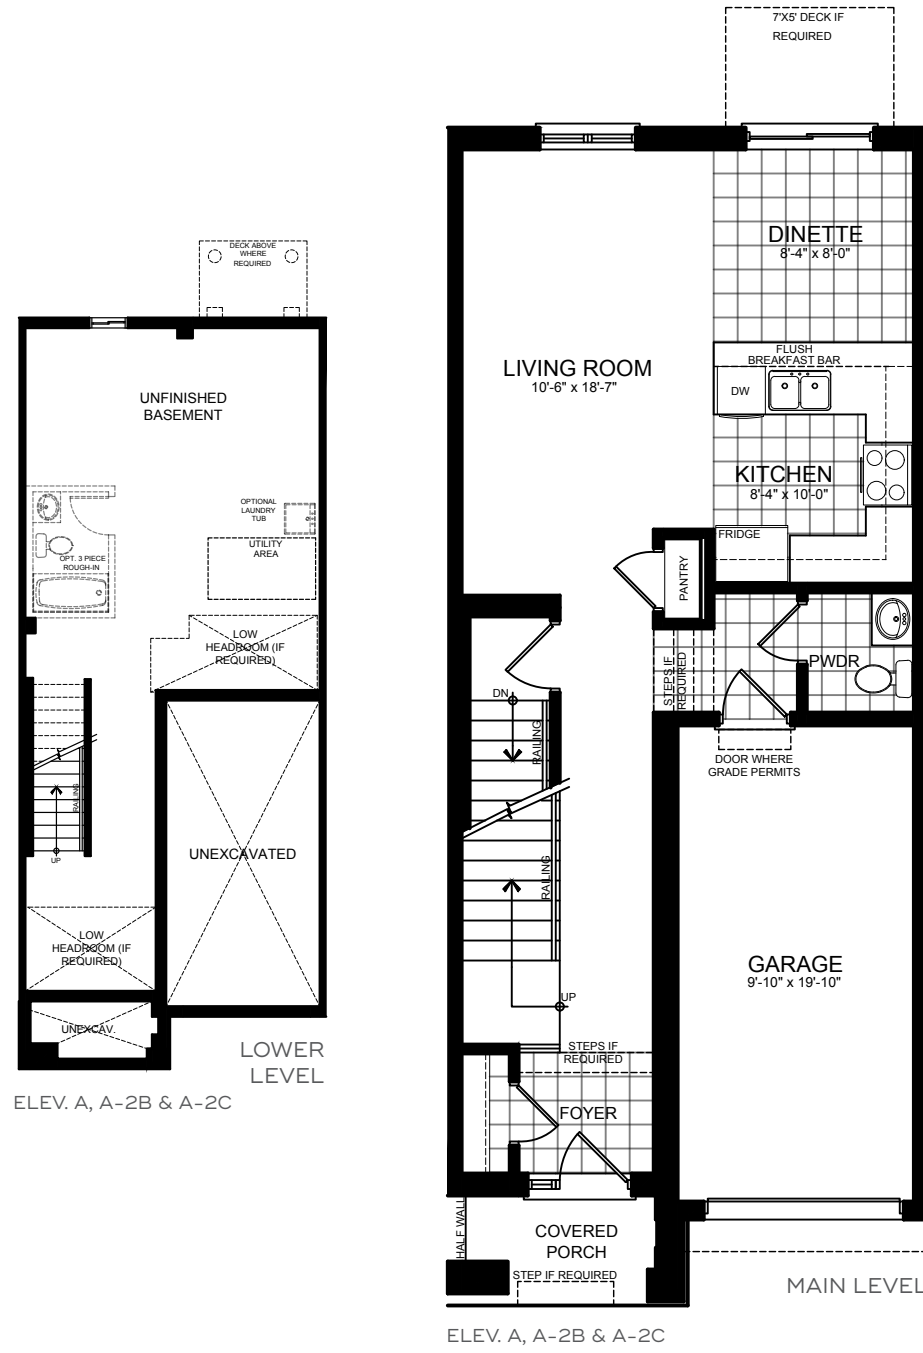 DECK ABOVE
WHERE
REQUIRED
UNFINISHED
BASEMENT
OPTIONAL
LAUNDRY
TUB
OPT. 3 PIECE
ROUGH-IN
UTILITY
AREA
LOW
HEADROOM (IF
REQUIRED)
RAILING
UP
UNEXCAVATED
LOW
HEADROOM (IF
REQUIRED)
UNEXCAV.
LOWER
LEVEL
ELEV. A, A-2B & A-2C
7'X5' DECK IF
REQUIRED
DINETTE
8'-4" x 8'-0"
FLUSH
BREAKFAST BAR
LIVING ROOM
10'-6" x 18'-7"
DW
KITCHEN
8'-4" x 10'-0"
FRIDGE
PANTRY
STEPS IF
REQUIRED
PWDR
DN
RAILING
DOOR WHERE
GRADE PERMITS
RAILING
GARAGE
9'-10" x 19'-10"
UP
STEPS IF
REQUIRED
FOYER
HALF WALL
COVERED
PORCH
STEP IF REQUIRED
MAIN LEVEL
ELEV. A, A-2B & A-2C